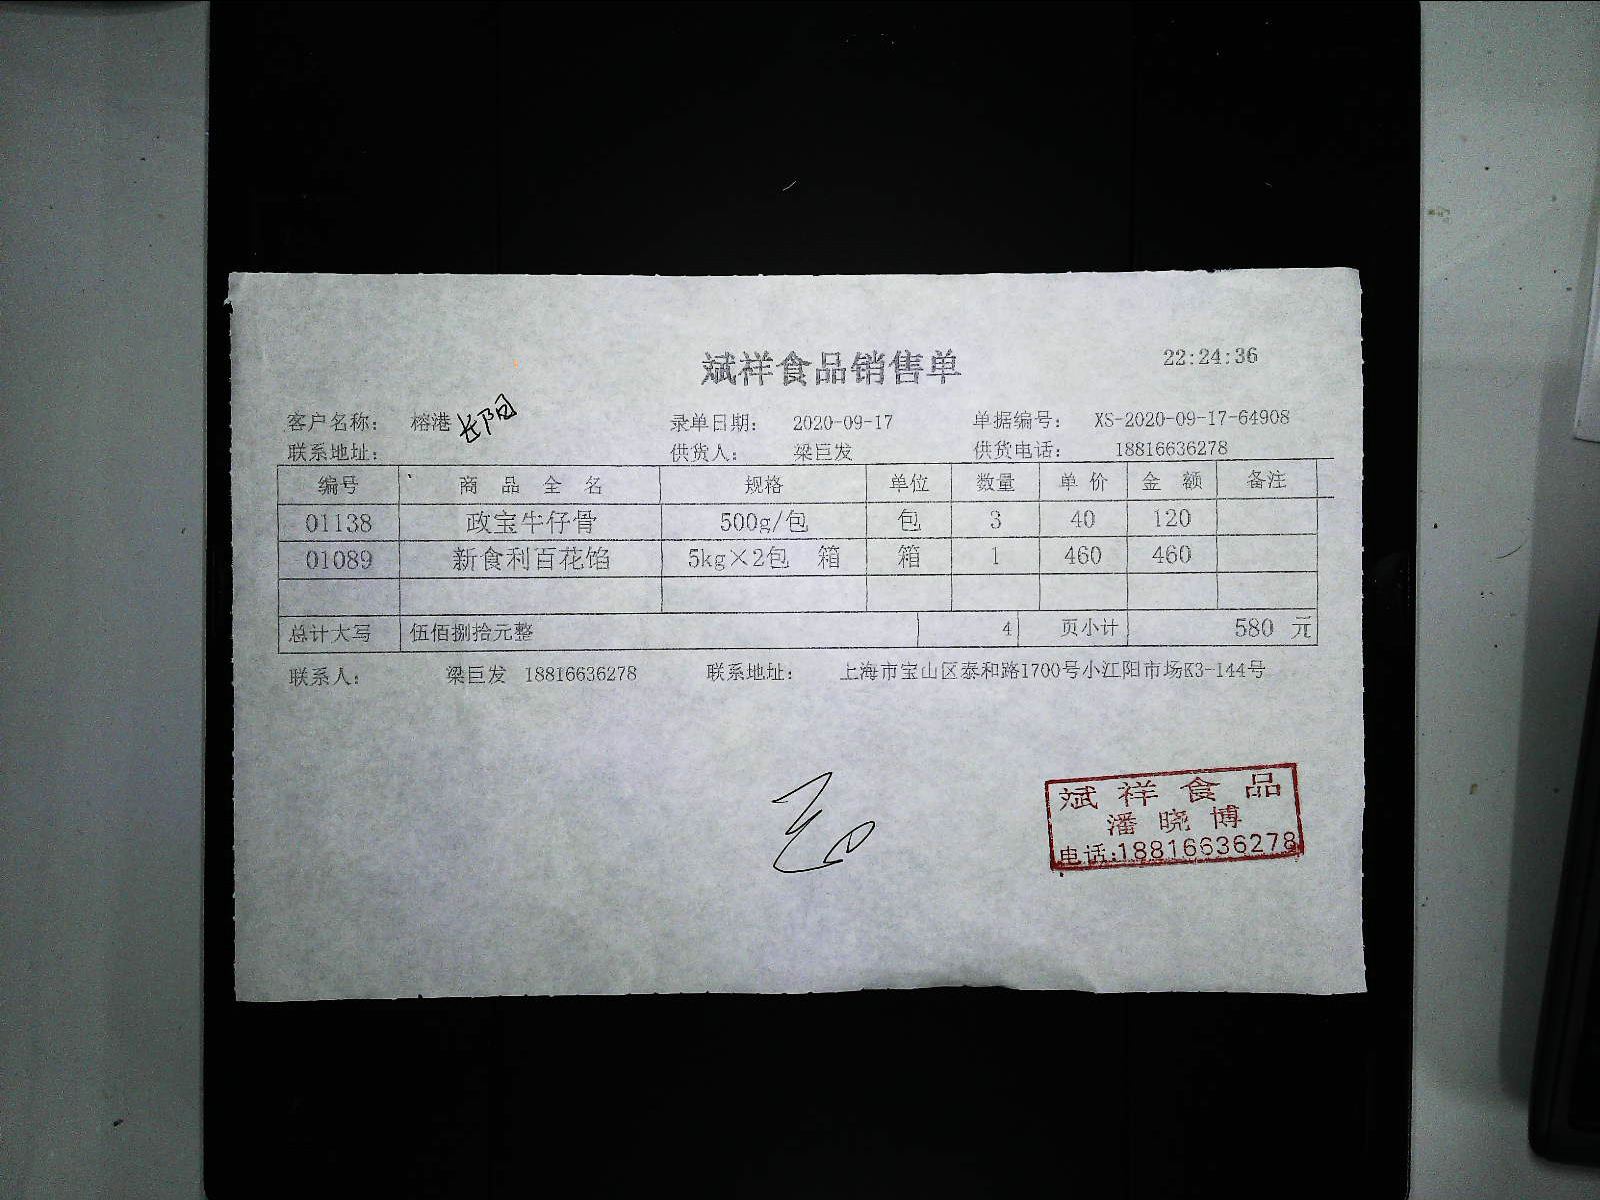 斌祥食品销售单 22:24:36
客户名称: 榕港 长阳 录单日期: 2020-09-17 单据编号: XS-2020-09-17-64908
联系地址: 供货人: 梁巨发 供货电话: 18816636278
编号 商品全名 规格 单位 数量 单价 金额 备注
01138 政宝牛仔骨 500g/包 包 3 40 120
01089 新食利百花馅 5kg×2包 箱 箱 1 460 460
总计大写 伍佰捌拾元整 4 页小计 580 元
联系人: 梁巨发 18816636278 联系地址: 上海市宝山区泰和路1700号小江阳市场K3-144号
斌祥食品
潘晓博
电话:18816636278